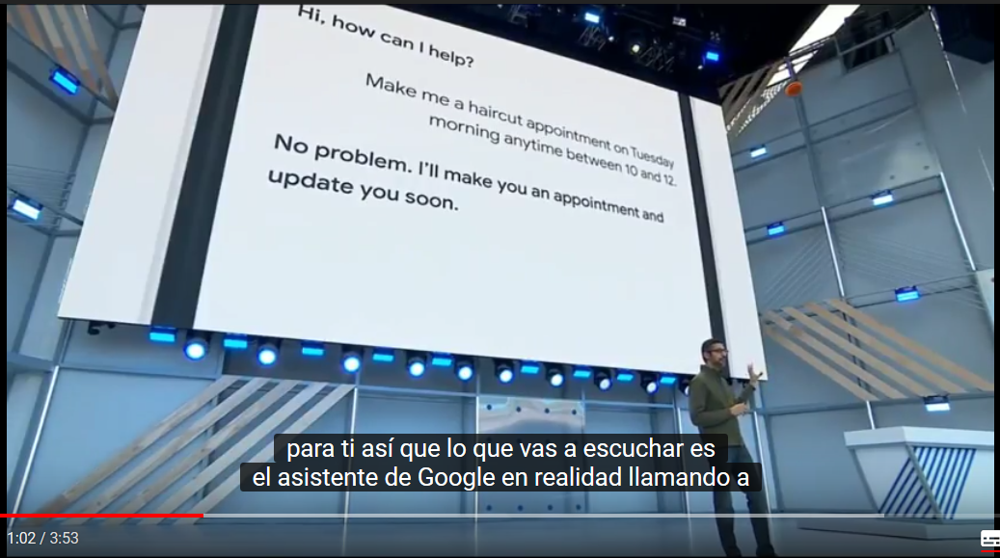 Hi, how can I help?
Make me a haircut appointment on Tuesday
morning anytime between 10 and 12.
No problem. I'll make you an appointment and
update you soon.
para ti así que lo que vas a escuchar es
el asistente de Google en realidad llamando a
1:02 / 3:53